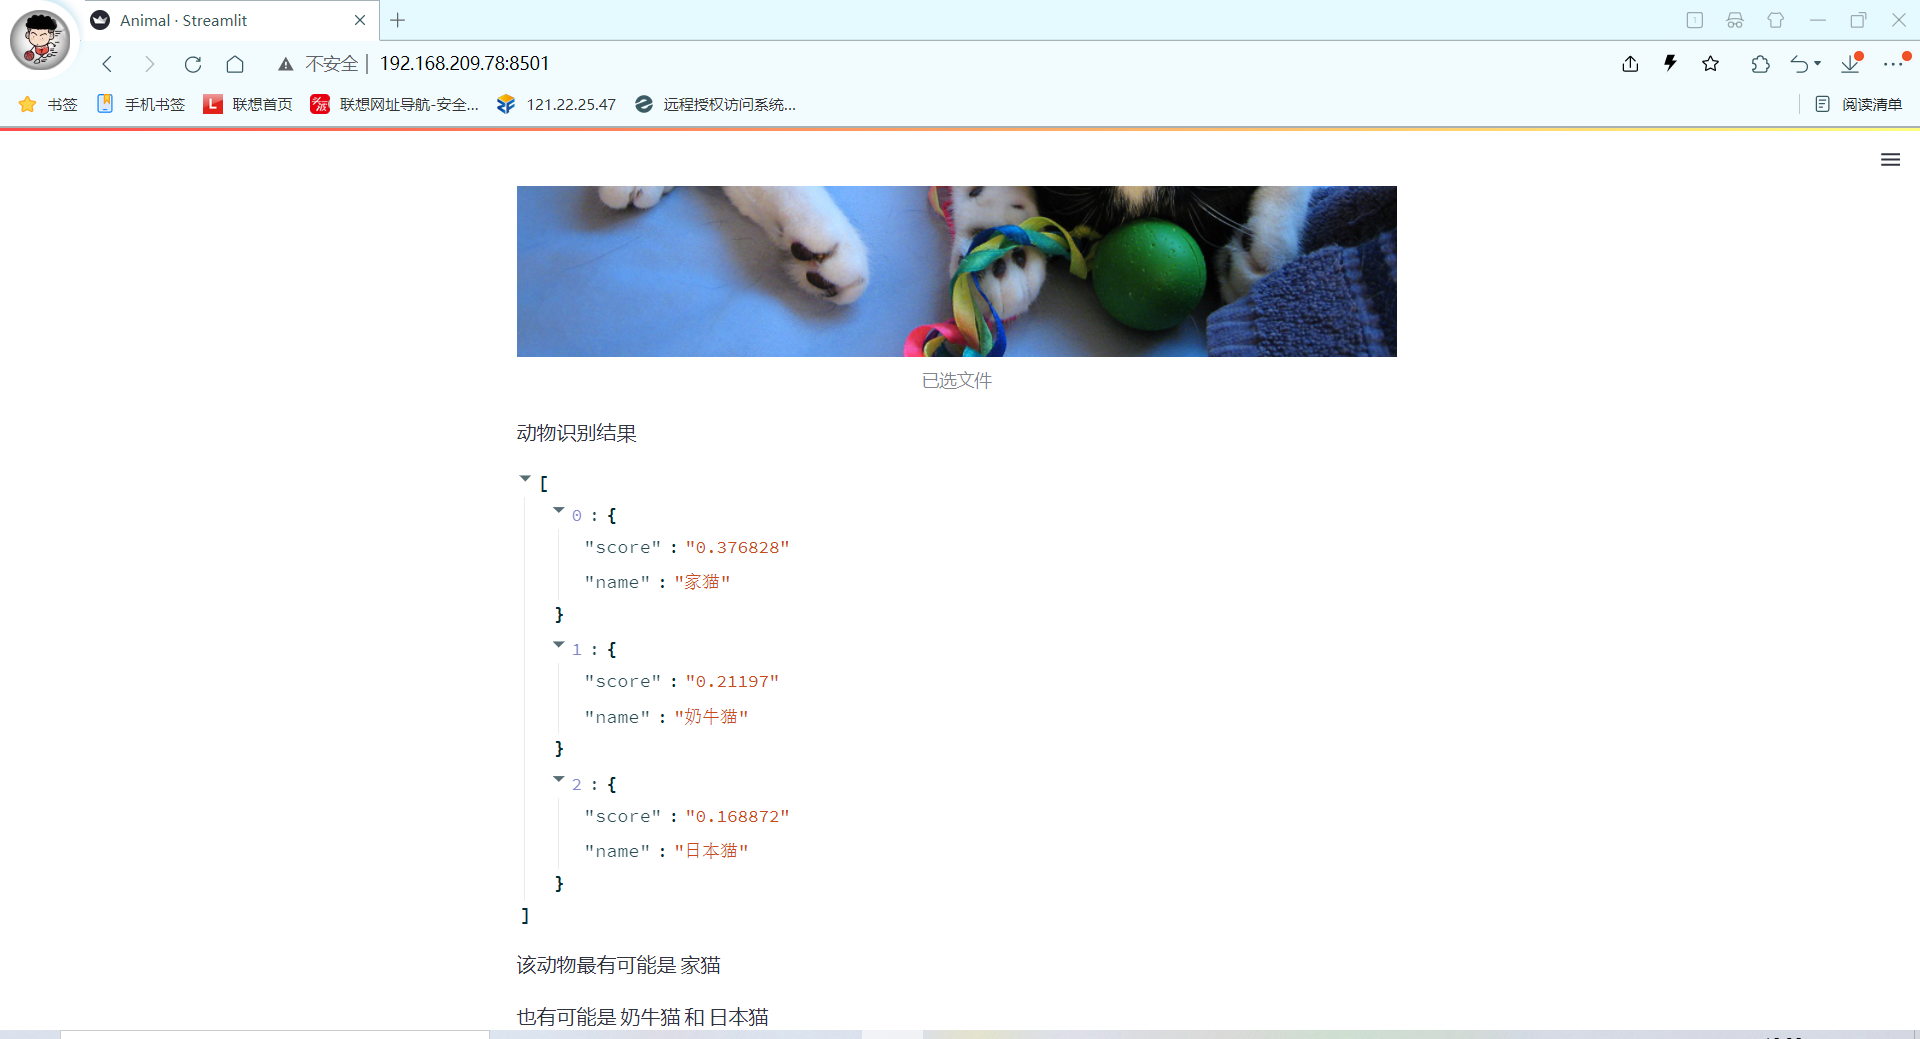 Animal · Streamlit
不安全
192.168.209.78:8501
书签
手机书签
联想首页
联想网址导航-安全...
121.22.25.47
远程授权访问系统...
阅读清单
已选文件
动物识别结果
[
0 : {
"score" : "0.376828"
"name" : "家猫"
}
1 : {
"score" : "0.21197"
"name" : "奶牛猫"
}
2 : {
"score" : "0.168872"
"name" : "日本猫"
}
]
该动物最有可能是 家猫
也有可能是 奶牛猫 和 日本猫